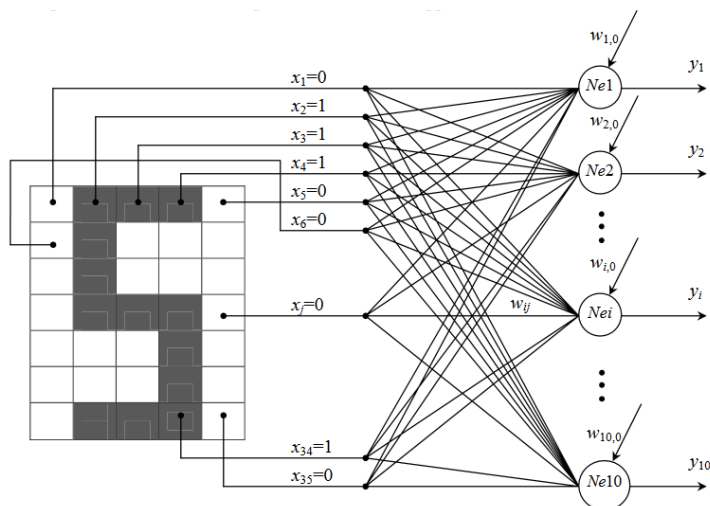 w1,0
x1=0
Ne1
y1
x2=1
w2,0
x3=1
x4=1
Ne2
y2
x5=0
x6=0
wi,0
xj=0
wij
Nei
yi
w10,0
x34=1
y10
x35=0
Ne10